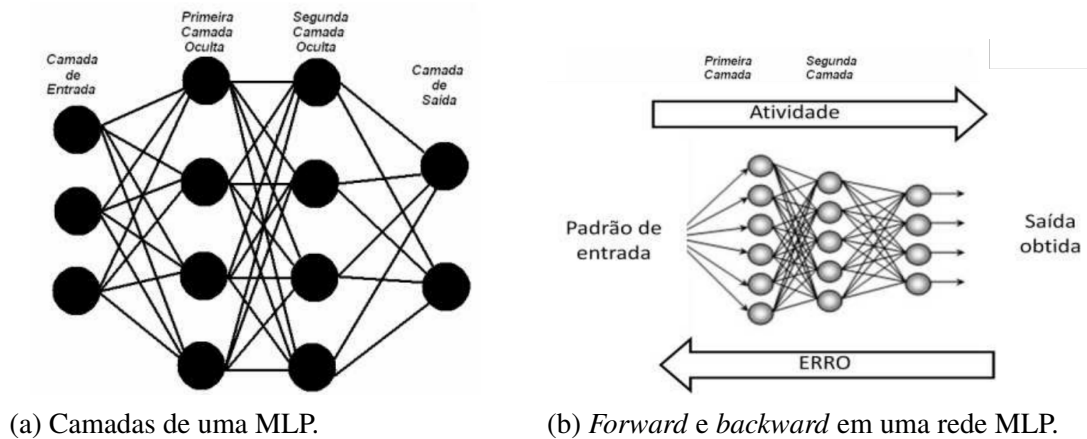 Camada
de
Entrada
Primeira
Camada
Oculta
Segunda
Camada
Oculta
Camada
de
Saída
(a) Camadas de uma MLP.
Primeira
Camada
Segunda
Camada
Atividade
Padrão de
entrada
Saída
obtida
ERRO
(b) Forward e backward em uma rede MLP.